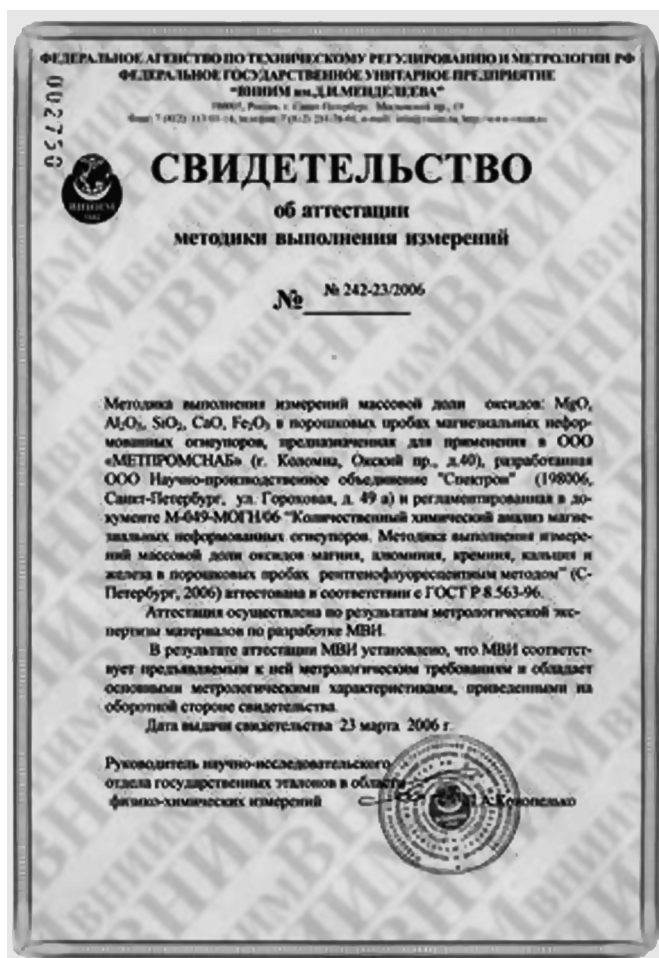 ФЕДЕРАЛЬНОЕ АГЕНСТВО ПО ТЕХНИЧЕСКОМУ РЕГУЛИРОВАНИЮ И МЕТРОЛОГИИ РФ
ФЕДЕРАЛЬНОЕ ГОСУДАРСТВЕННОЕ УНИТАРНОЕ ПРЕДПРИЯТИЕ
"ВНИИМ им.Д.И.МЕНДЕЛЕЕВА"
002750
СВИДЕТЕЛЬСТВО
ВНИИМ
об аттестации
методики выполнения измерений
№ № 242-23/2006
Методика выполнения измерений массовой доли оксидов: MgO,
Al₂O₃, SiO₂, CaO, Fe₂O₃ в порошковых пробах магнезиальных нефор-
мованных огнеупоров, предназначенная для применения в ООО
«МЕТПРОМСНАБ» (г. Коломна, Окский пр., д.40), разработанная
ООО Научно-производственное объединение "Спектрон" (198006,
Санкт-Петербург, ул. Гороховая, д. 49 а) и регламентированная в до-
кументе М-049-МОГН/06 "Количественный химический анализ магне-
зиальных неформованных огнеупоров. Методика выполнения измере-
ний массовой доли оксидов магния, алюминия, кремния, кальция и
железа в порошковых пробах рентгенофлуоресцентным методом" (С-
Петербург, 2006) аттестована в соответствии с ГОСТ Р 8.563-96.
Аттестация осуществлена по результатам метрологической экс-
пертизы материалов по разработке МВИ.
В результате аттестации МВИ установлено, что МВИ соответст-
вует предъявляемым к ней метрологическим требованиям и обладает
основными метрологическими характеристиками, приведенными на
оборотной стороне свидетельства.
Дата выдачи свидетельства 23 марта 2006 г.
Руководитель научно-исследовательского
отдела государственных эталонов в области
физико-химических измерений Л.А.Конопелько